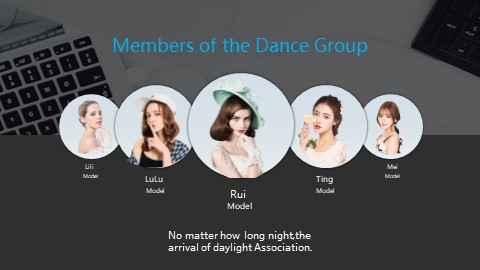 Members of the Dance Group
Lili
Model
LuLu
Model
Rui
Model
Ting
Model
Mei
Model
No matter how long night,the
arrival of daylight Association.